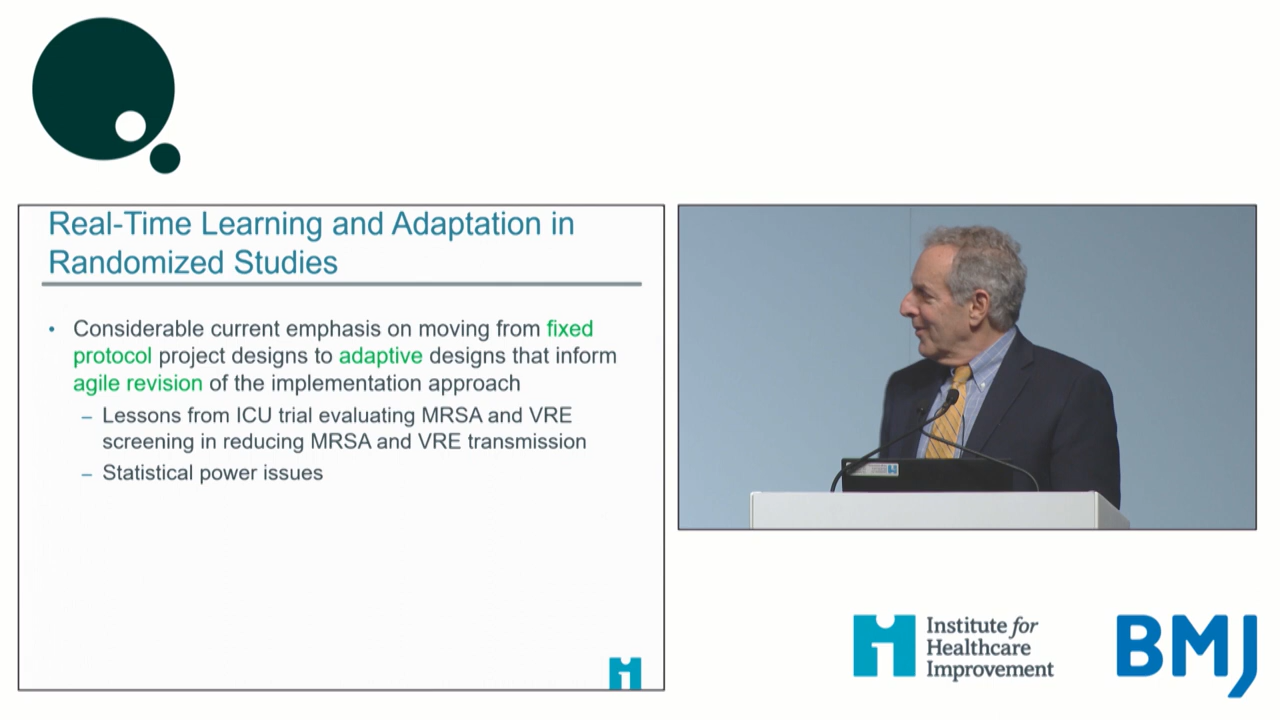 Real-Time Learning and Adaptation in
Randomized Studies
• Considerable current emphasis on moving from fixed
protocol project designs to adaptive designs that inform
agile revision of the implementation approach
– Lessons from ICU trial evaluating MRSA and VRE
screening in reducing MRSA and VRE transmission
– Statistical power issues
Institute for
Healthcare
Improvement
BMJ